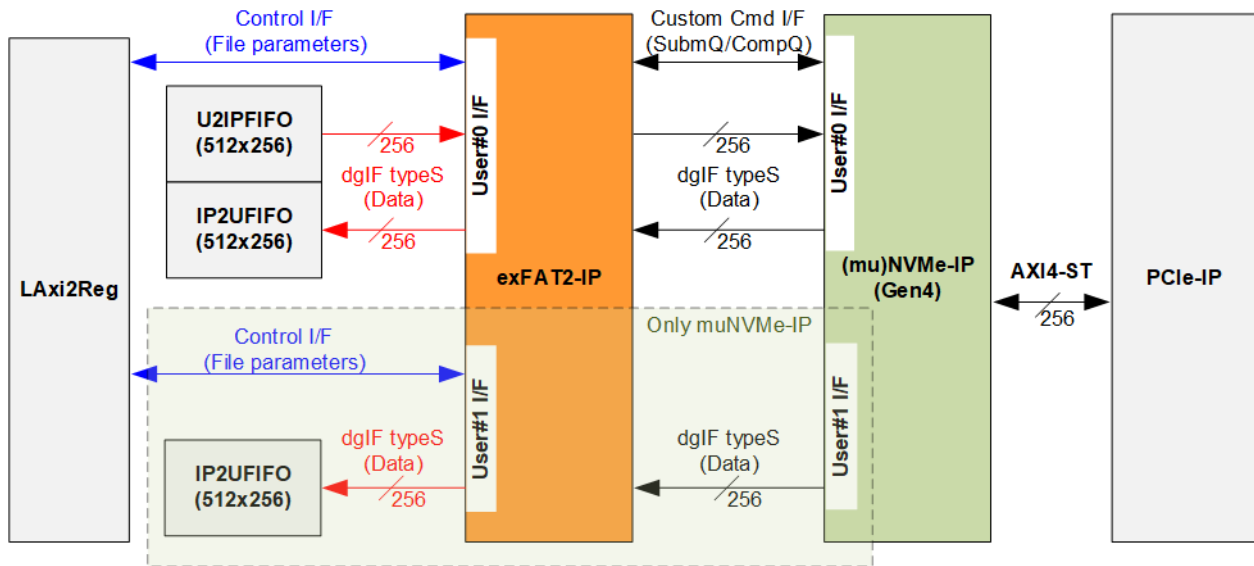 Control I/F
(File parameters)
Custom Cmd I/F
(SubmQ/CompQ)
U2IPFIFO
(512x256)
256
User#0 I/F
256
User#0 I/F
dgIF typeS
(Data)
dgIF typeS
(Data)
IP2UFIFO
(512x256)
256
256
LAxi2Reg
exFAT2-IP
(mu)NVMe-IP
(Gen4)
AXI4-ST
256
PCIe-IP
Only muNVMe-IP
Control I/F
(File parameters)
User#1 I/F
User#1 I/F
IP2UFIFO
(512x256)
dgIF typeS
(Data)
256
dgIF typeS
(Data)
256